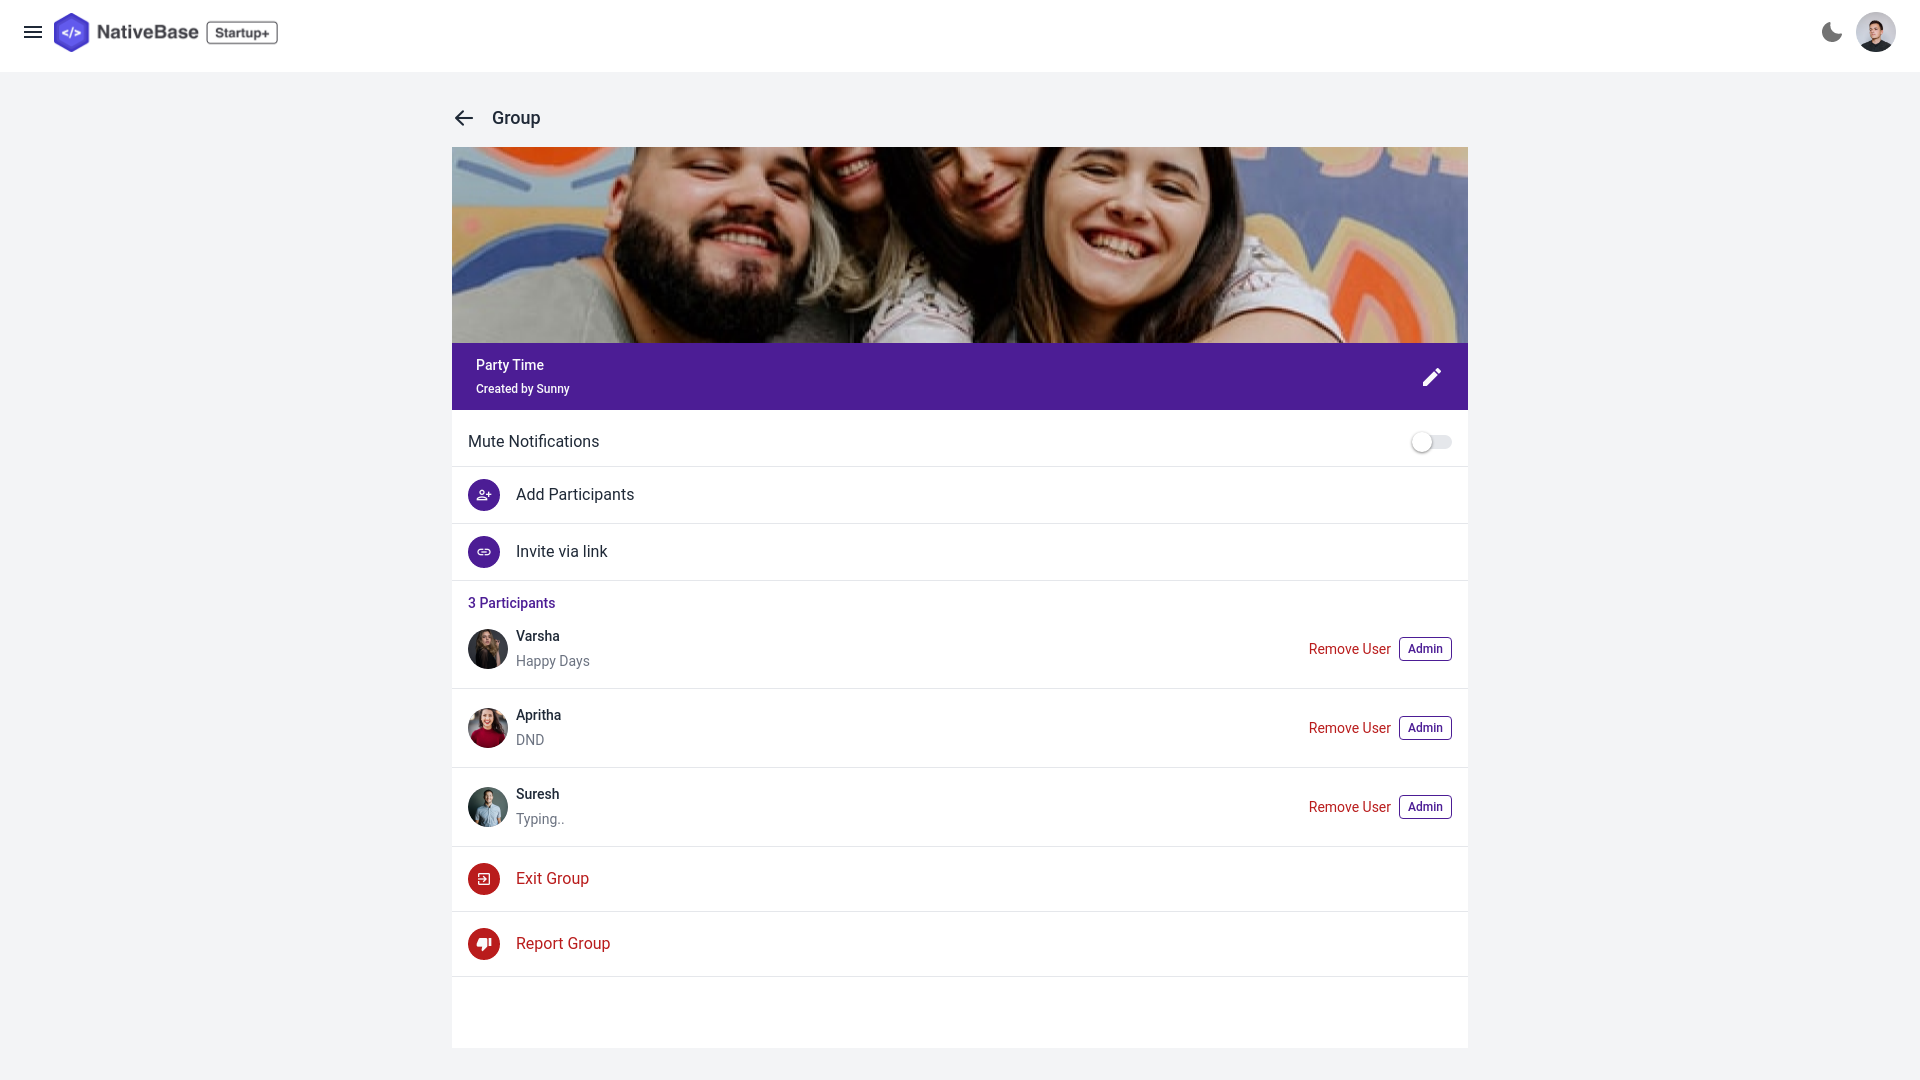 NativeBase Startup+
Group
Party Time
Created by Sunny
Mute Notifications
Add Participants
Invite via link
3 Participants
Varsha
Happy Days
Remove User Admin
Apritha
DND
Remove User Admin
Suresh
Typing..
Remove User Admin
Exit Group
Report Group